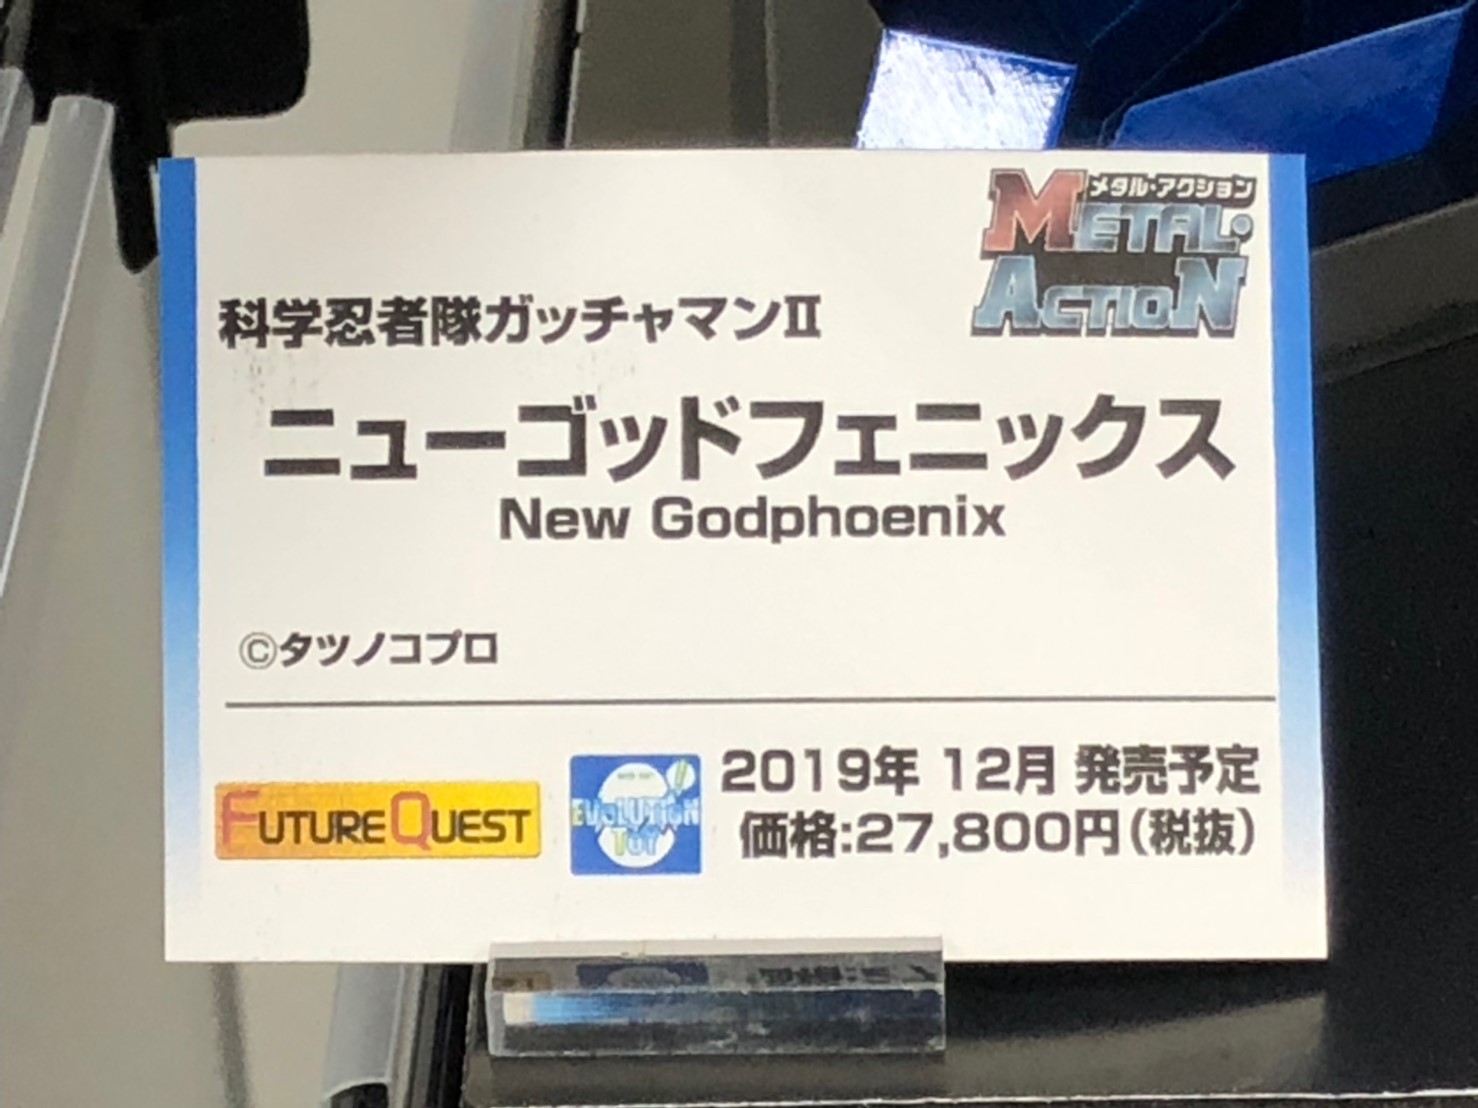 メタル・アクション
METAL・
ACTION
科学忍者隊ガッチャマンⅡ
ニューゴッドフェニックス
New Godphoenix
©タツノコプロ
FUTURE QUEST
EVOLUTION
TOY
2019年 12月 発売予定
価格:27,800円(税抜)